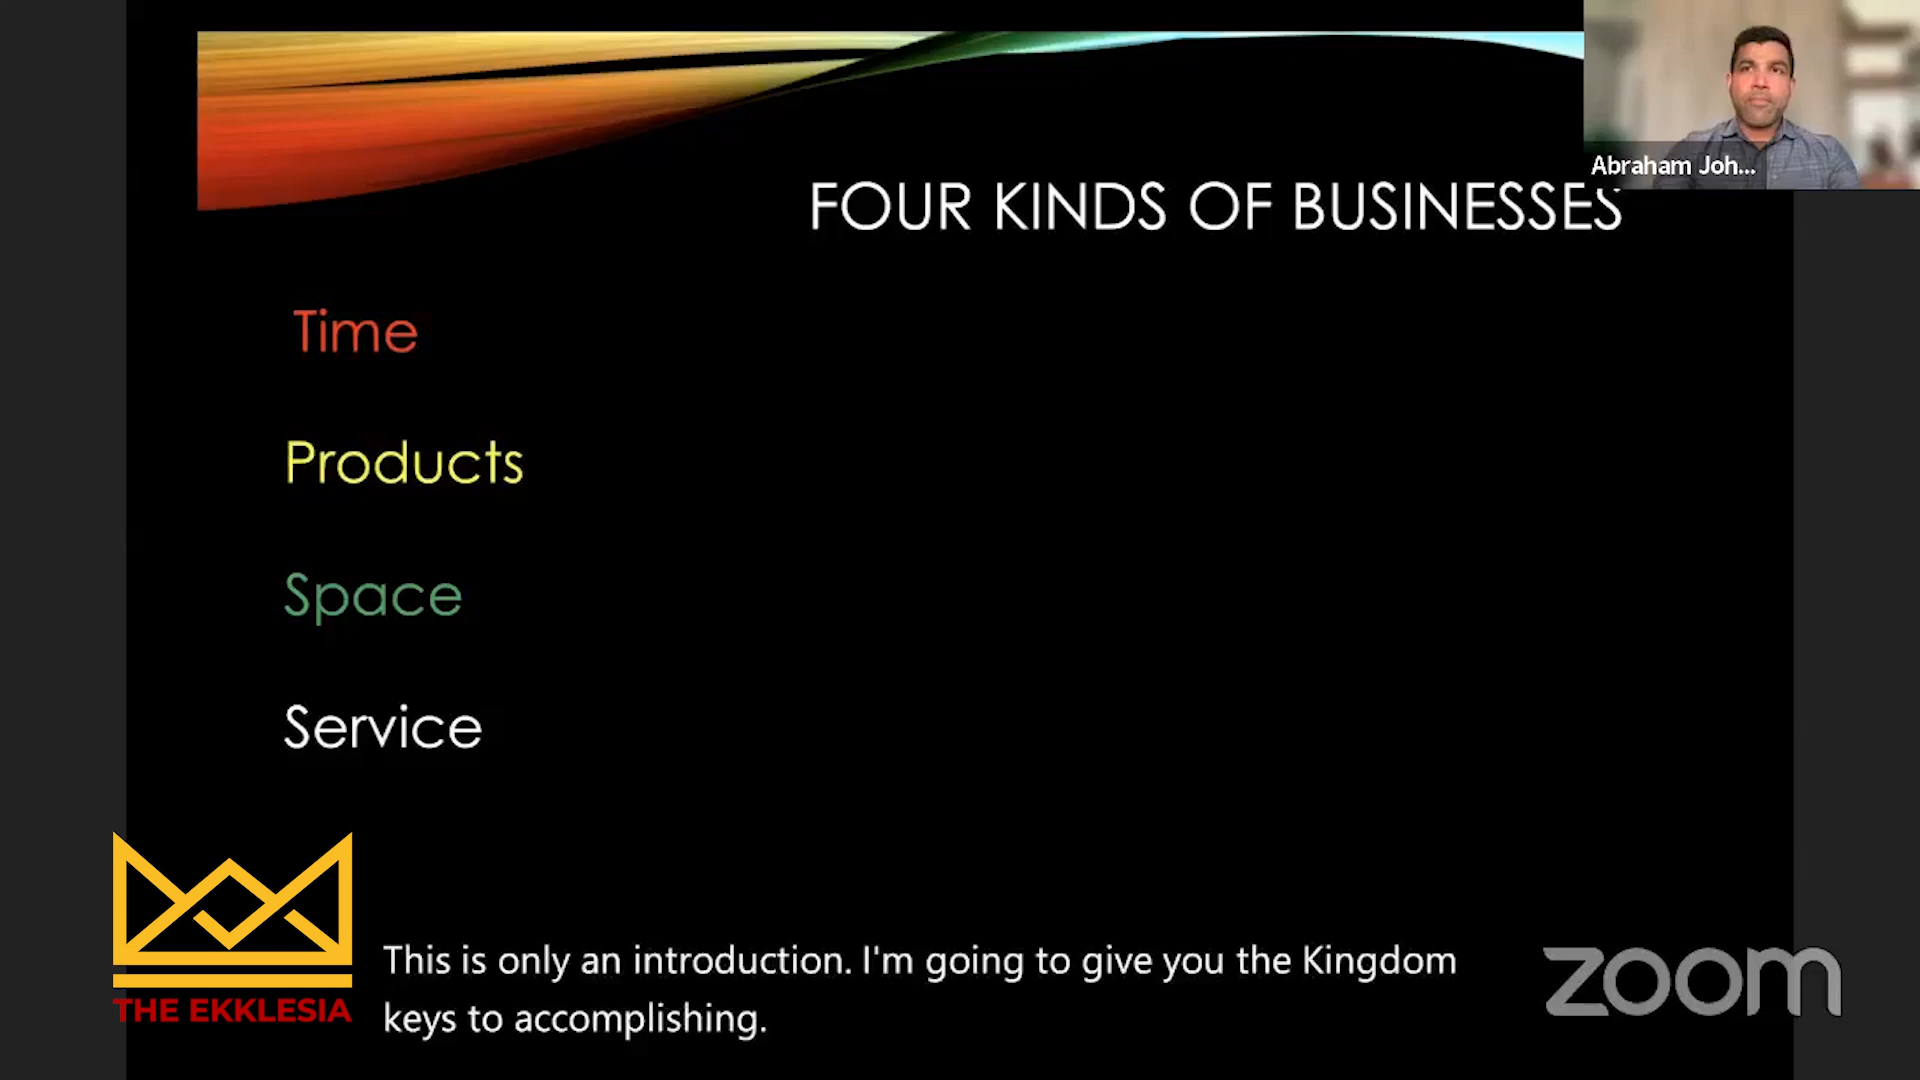 Abraham Joh...
FOUR KINDS OF BUSINESSES
Time
Products
Space
Service
THE EKKLESIA
This is only an introduction. I'm going to give you the Kingdom
keys to accomplishing.
zoom